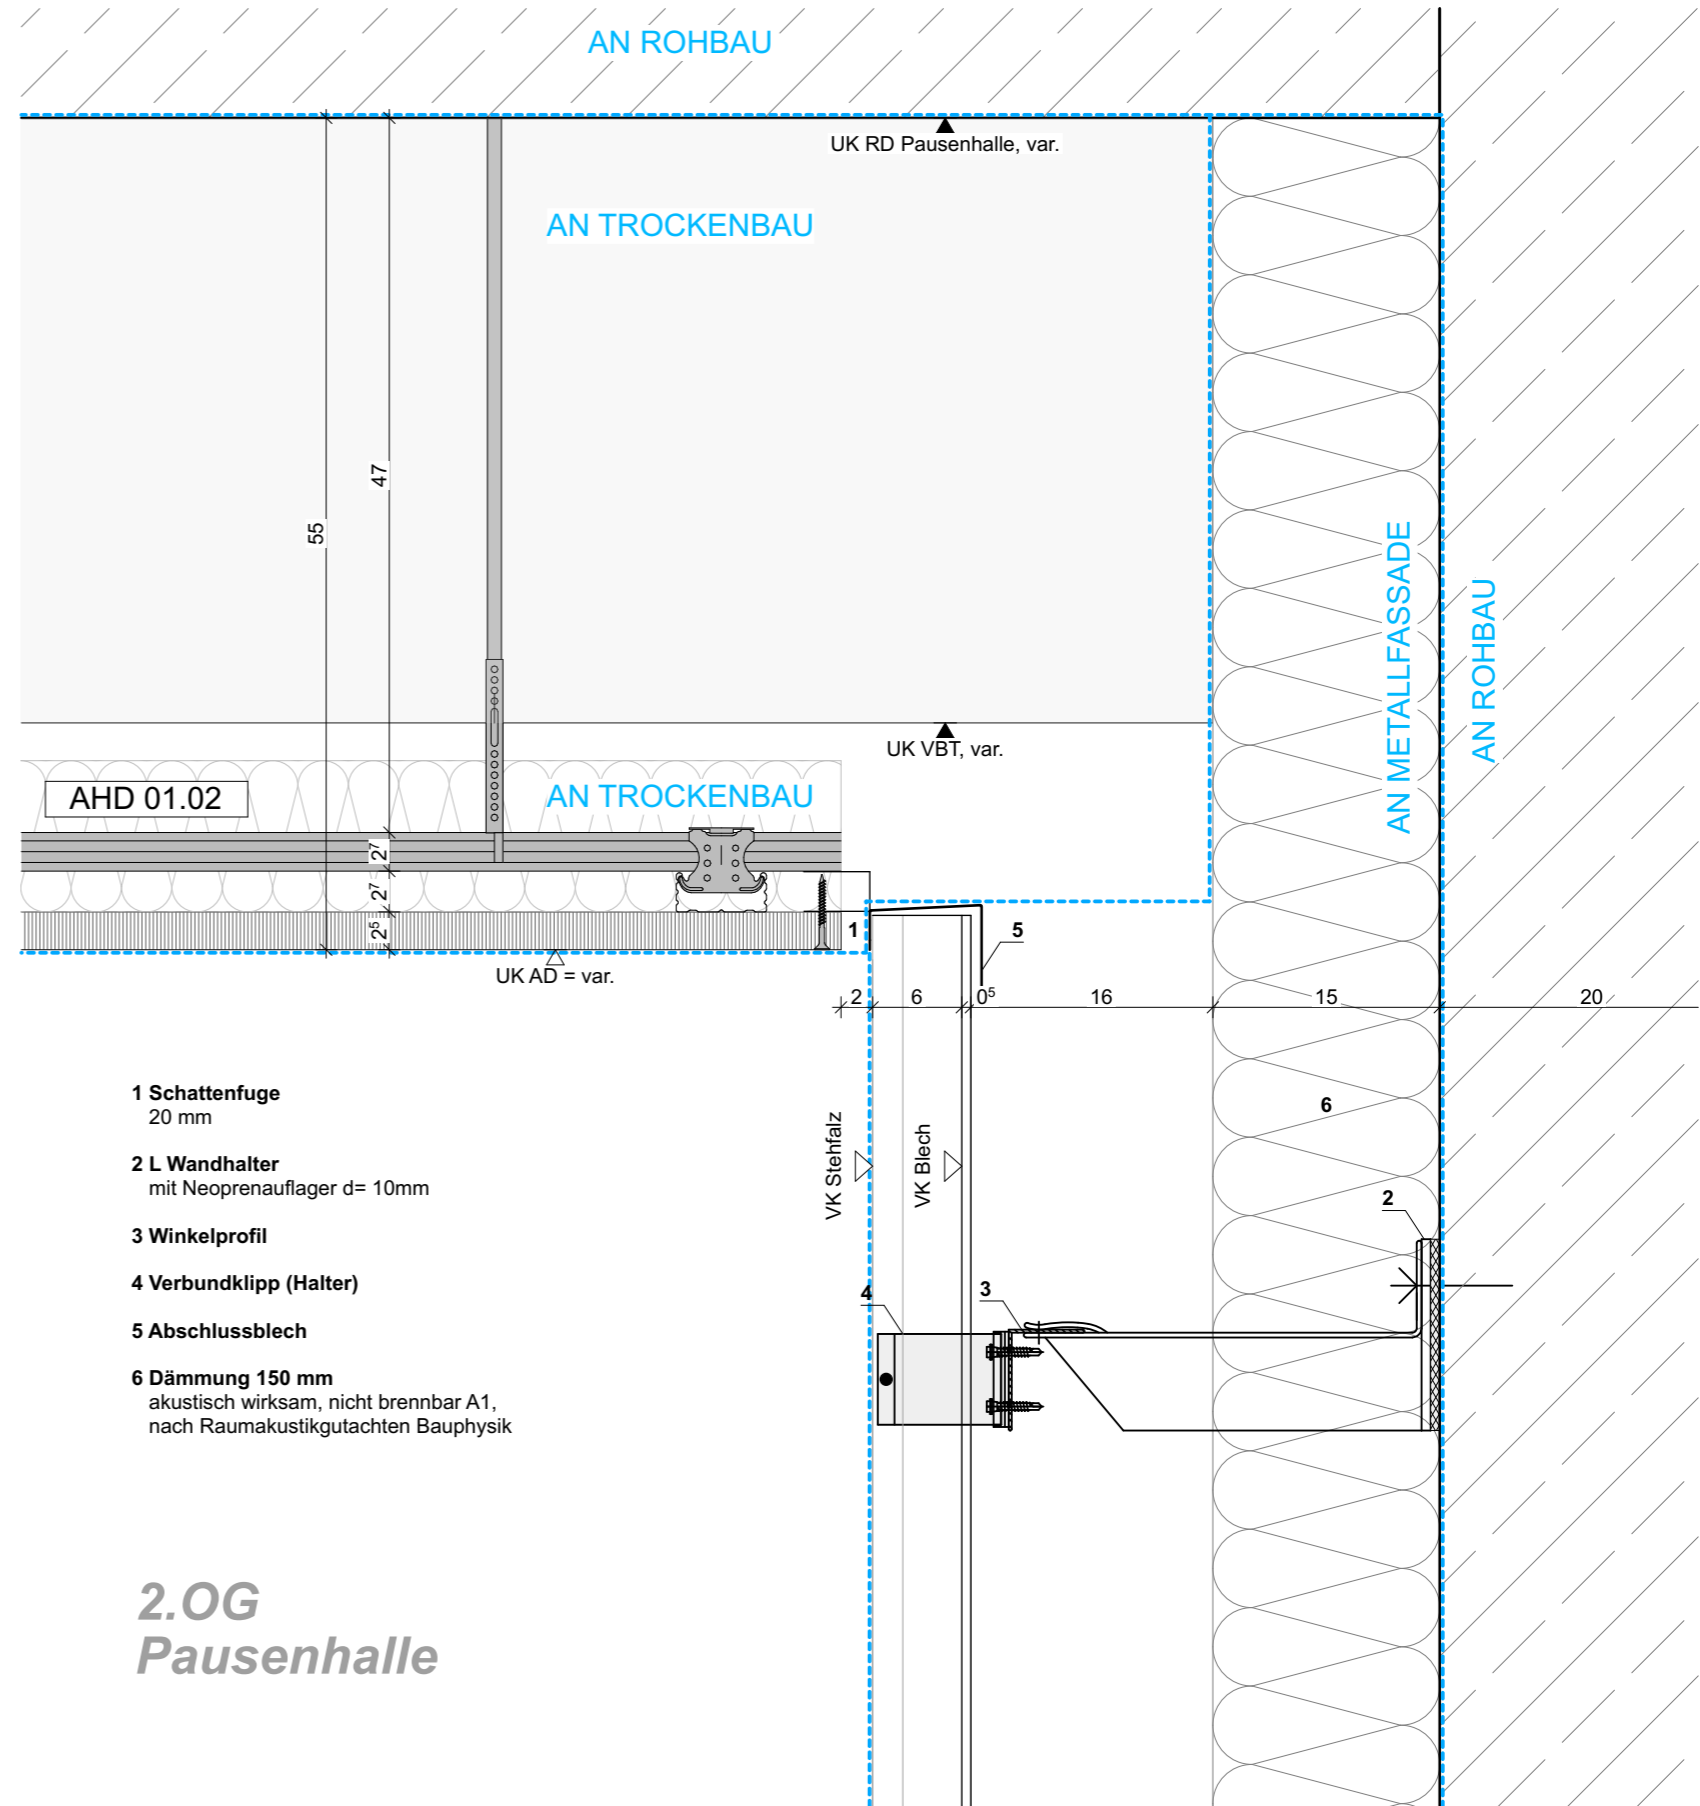 AN ROHBAU
UK RD Pausenhalle, var.
AN TROCKENBAU
47
55
AN METALLFASSADE
AN ROHBAU
UK VBT, var.
AHD 01.02
AN TROCKENBAU
2⁷
2⁷
2⁵
1
5
UK AD = var.
2
6
0⁵
16
15
20
1 Schattenfuge
20 mm
2 L Wandhalter
mit Neoprenauflager d= 10mm
3 Winkelprofil
4 Verbundklipp (Halter)
5 Abschlussblech
6 Dämmung 150 mm
akustisch wirksam, nicht brennbar A1,
nach Raumakustikgutachten Bauphysik
VK Stehfalz
VK Blech
6
2
4
3
2.OG
Pausenhalle